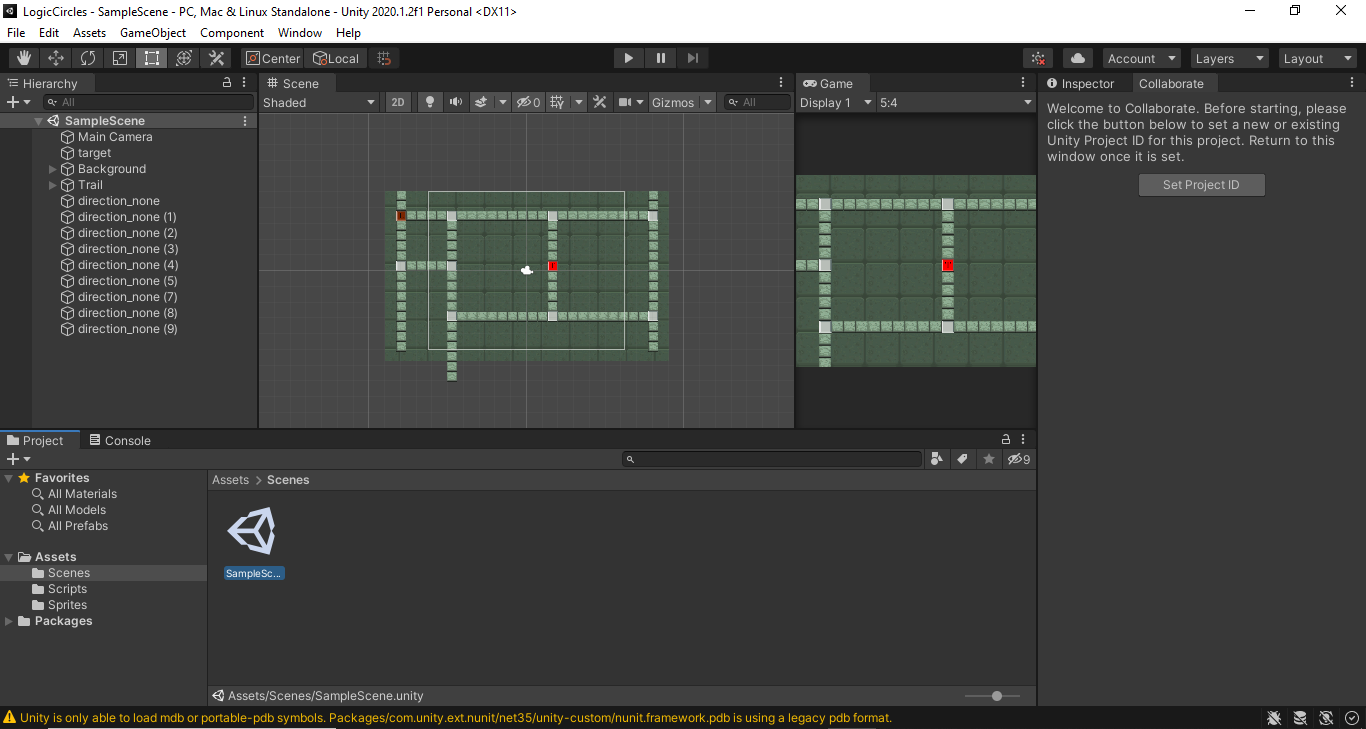 LogicCircles - SampleScene - PC, Mac & Linux Standalone - Unity 2020.1.2f1 Personal <DX11>
File Edit Assets GameObject Component Window Help
Center Local Account Layers Layout
Hierarchy
All
SampleScene
Main Camera
target
Background
Trail
direction_none
direction_none (1)
direction_none (2)
direction_none (3)
direction_none (4)
direction_none (5)
direction_none (7)
direction_none (8)
direction_none (9)
Scene
Shaded 2D 0 Gizmos All
Game
Display 1 5:4
Inspector Collaborate
Welcome to Collaborate. Before starting, please
click the button below to set a new or existing
Unity Project ID for this project. Return to this
window once it is set.
Set Project ID
Project Console
9
Favorites
All Materials
All Models
All Prefabs
Assets
Scenes
Scripts
Sprites
Packages
Assets > Scenes
SampleSc...
Assets/Scenes/SampleScene.unity
Unity is only able to load mdb or portable-pdb symbols. Packages/com.unity.ext.nunit/net35/unity-custom/nunit.framework.pdb is using a legacy pdb format.